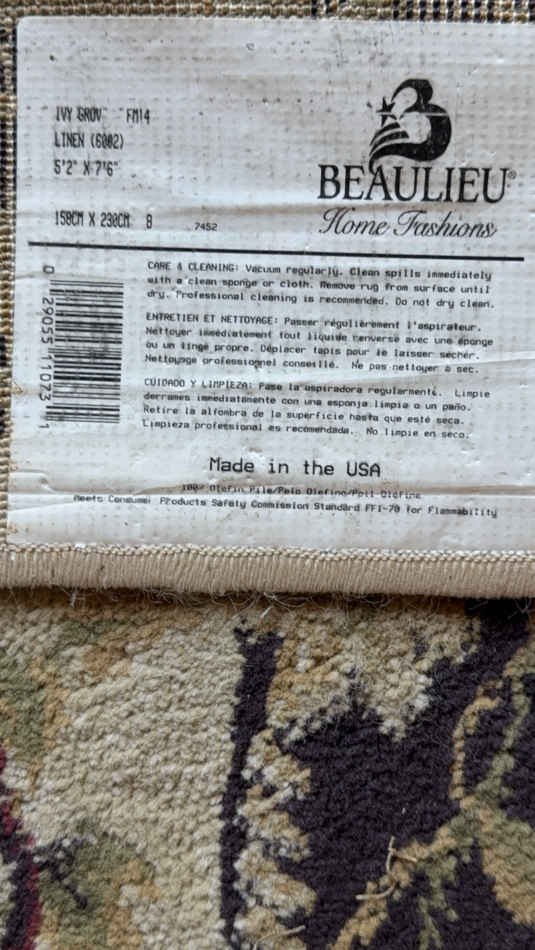 IVY GROV FM14
LINEN (6002)
5'2" X 7'6"
158CM X 230CM B 7452
BEAULIEU®
Home Fashions
CARE & CLEANING: Vacuum regularly. Clean spills immediately
with a clean sponge or cloth. Remove rug from surface until
dry. Professional cleaning is recommended. Do not dry clean.
ENTRETIEN ET NETTOYAGE: Passer régulièrement l'aspirateur.
Nettoyer immédiatement tout liquide renversé avec une éponge
ou un linge propre. Déplacer tapis pour le laisser sécher.
Nettoyage professionnel conseillé. Ne pas nettoyer à sec.
CUIDADO Y LIMPIEZA: Pase la aspiradora regularmente. Limpie
derrames immediatamente con una esponja limpia o un paño.
Retire la alfombra de la superficie hasta que esté seca.
Limpieza professional es recomendada. No limpie en seco.
0 29055 11073 1
Made in the USA
100% Olefin Pile/Pelo Olefino/Poil Olefine
Meets Consumer Products Safety Commission Standard FF1-70 for Flammability